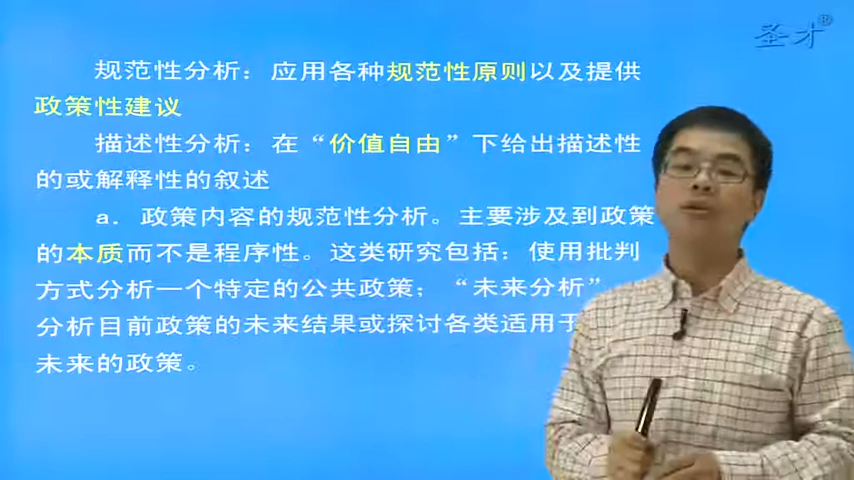 圣才®
规范性分析：应用各种规范性原则以及提供
政策性建议
描述性分析：在“价值自由”下给出描述性
的或解释性的叙述
a. 政策内容的规范性分析。主要涉及到政策
的本质而不是程序性。这类研究包括：使用批判
方式分析一个特定的公共政策；“未来分析”
分析目前政策的未来结果或探讨各类适用于
未来的政策。